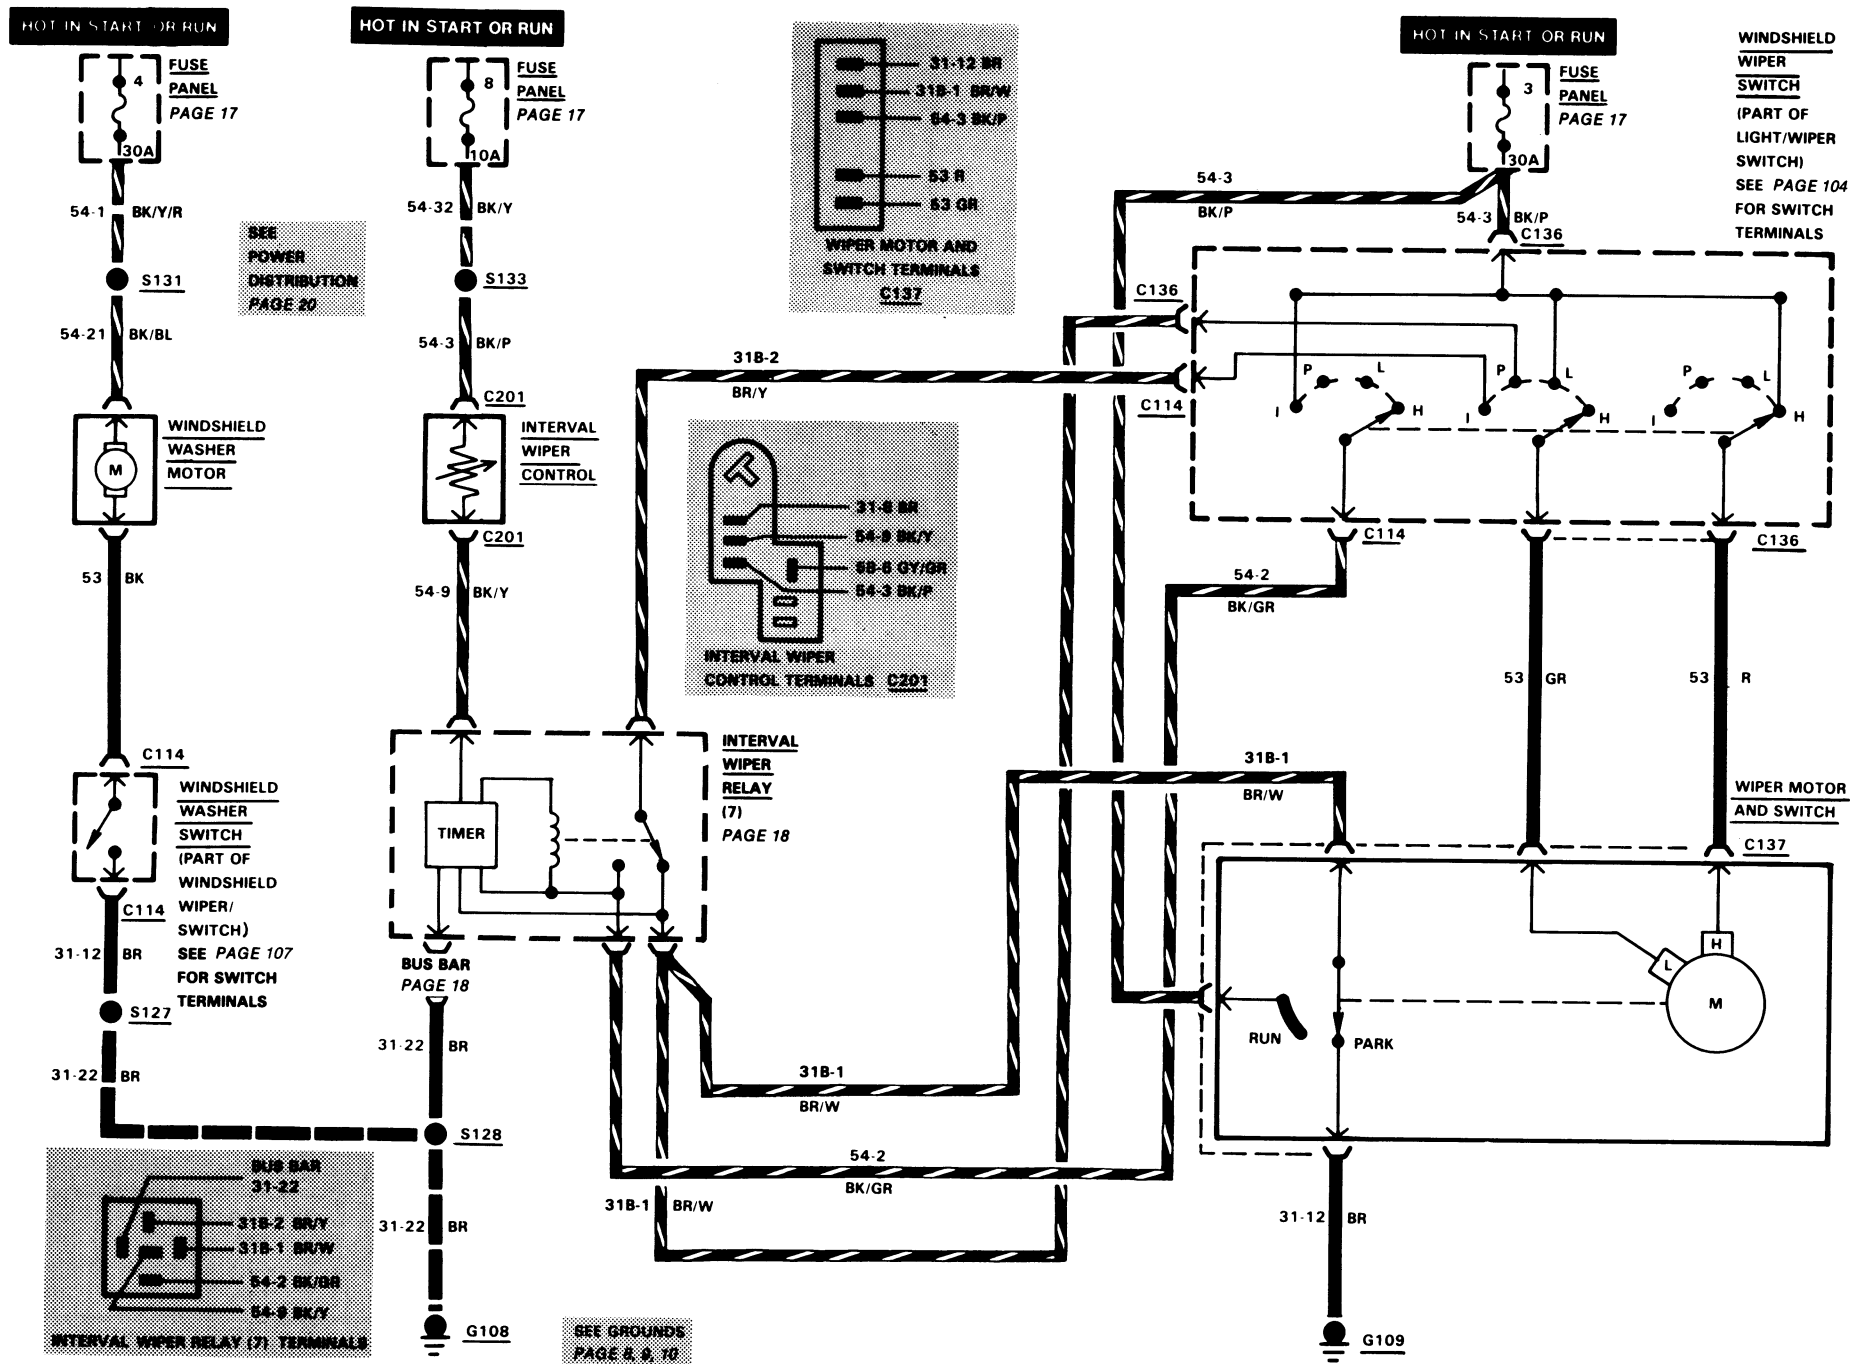 HOT IN START OR RUN
FUSE
PANEL
PAGE 17
4
30A
54-1 BK/Y/R
S131
54-21 BK/BL
WINDSHIELD
WASHER
MOTOR
M
53 BK
C114
WINDSHIELD
WASHER
SWITCH
(PART OF
WINDSHIELD
WIPER/
SWITCH)
SEE PAGE 107
FOR SWITCH
TERMINALS
C114
31-12 BR
S127
31-22 BR
SEE
POWER
DISTRIBUTION
PAGE 20
HOT IN START OR RUN
FUSE
PANEL
PAGE 17
8
10A
54-32 BK/Y
S133
54-3 BK/P
C201
INTERVAL
WIPER
CONTROL
C201
54-9 BK/Y
INTERVAL
WIPER
RELAY
(7)
PAGE 18
TIMER
BUS BAR
PAGE 18
31-22 BR
S128
31-22 BR
G108
BUS BAR
31-22
31B-2 BR/Y
31B-1 BR/W
54-2 BK/GR
54-9 BK/Y
INTERVAL WIPER RELAY (7) TERMINALS
SEE GROUNDS
PAGE 8, 9, 10
31-12 BR
31B-1 BR/W
54-3 BK/P
53 R
53 GR
WIPER MOTOR AND
SWITCH TERMINALS
C137
31B-2
BR/Y
31-8 BR
54-9 BK/Y
58-6 GY/GR
54-3 BK/P
INTERVAL WIPER
CONTROL TERMINALS C201
31B-1
BR/W
54-2
BK/GR
31B-1 BR/W
HOT IN START OR RUN
FUSE
PANEL
PAGE 17
3
30A
54-3
BK/P
54-3 BK/P
C136
WINDSHIELD
WIPER
SWITCH
(PART OF
LIGHT/WIPER
SWITCH)
SEE PAGE 104
FOR SWITCH
TERMINALS
C136
C114
I P L H
I P L H
I P L H
C114
C136
54-2
BK/GR
53 GR
53 R
31B-1
BR/W
WIPER MOTOR
AND SWITCH
C137
H
L
M
RUN
PARK
31-12 BR
G109